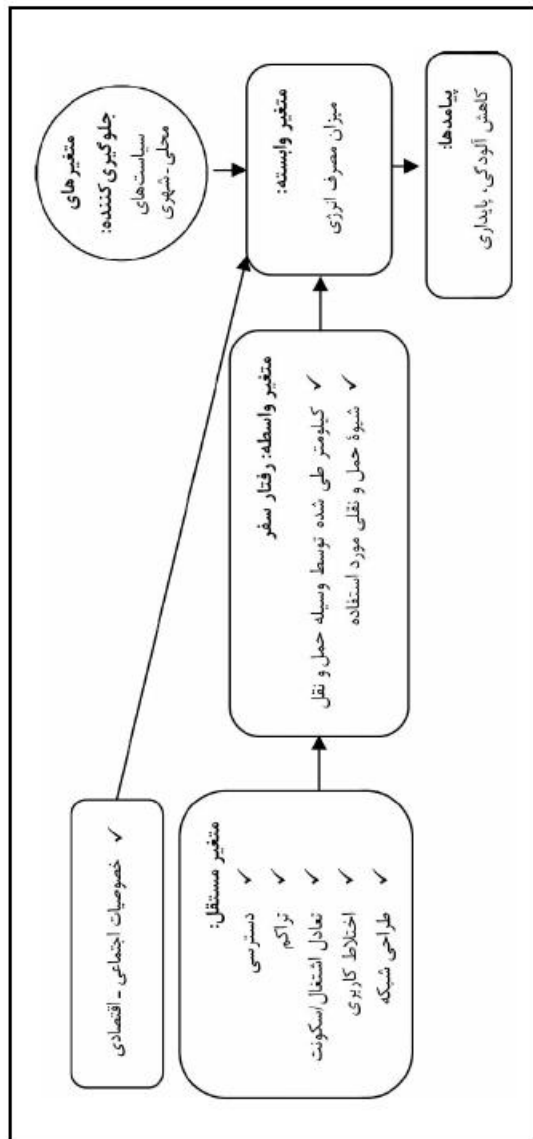 خصوصیات اجتماعی - اقتصادی
متغیر مستقل:
دسترسی
تراکم
تعادل اشتغال/سکونت
اختلاط کاربری
طراحی شبکه
متغیر واسطه: رفتار سفر
کیلومتر طی شده توسط وسیله حمل و نقل
شیوۀ حمل و نقلی مورد استفاده
متغیرهای
جلوگیری‌کننده:
سیاست‌های
محلی - شهری
متغیر وابسته:
میزان مصرف انرژی
پیامدها:
کاهش آلودگی، پایداری